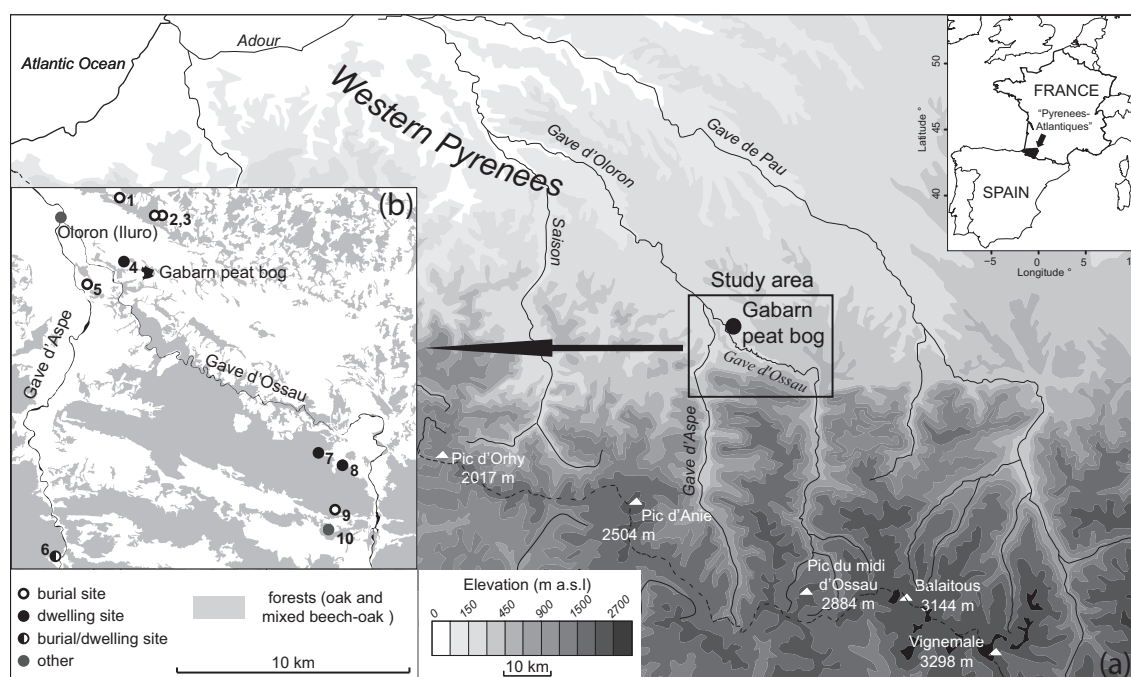 Adour
Atlantic Ocean
Western Pyrenees
Gave d'Oloron
Gave de Pau
Saison
Study area
Gabarn
peat bog
Gave d'Ossau
Gave d'Aspe
Pic d'Orhy
2017 m
Pic d'Anie
2504 m
Pic du midi
d'Ossau
2884 m
Balaitous
3144 m
Vignemale
3298 m
(a)
50
45
40
Latitude °
FRANCE
"Pyrenees-
Atlantiques"
SPAIN
−5
0
5
Longitude °
(b)
1
2,3
Oloron (Iluro)
4
Gabarn peat bog
5
Gave d'Aspe
Gave d'Ossau
7
8
9
10
6
burial site
dwelling site
burial/dwelling site
other
forests (oak and
mixed beech-oak )
10 km
Elevation (m a.s.l)
0 150 450 900 1500 2700
10 km